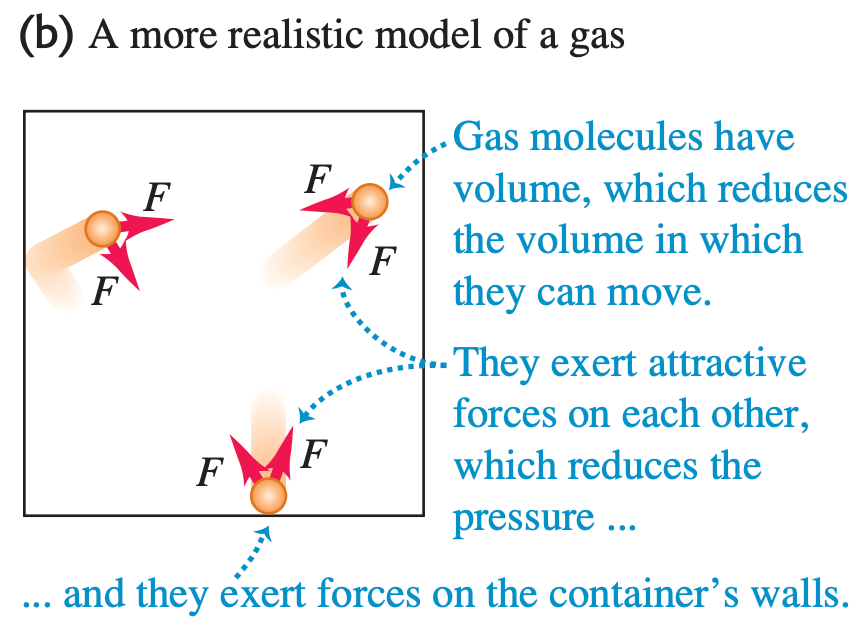 (b) A more realistic model of a gas
F
F
F
F
F
F
Gas molecules have
volume, which reduces
the volume in which
they can move.
They exert attractive
forces on each other,
which reduces the
pressure ...
... and they exert forces on the container’s walls.